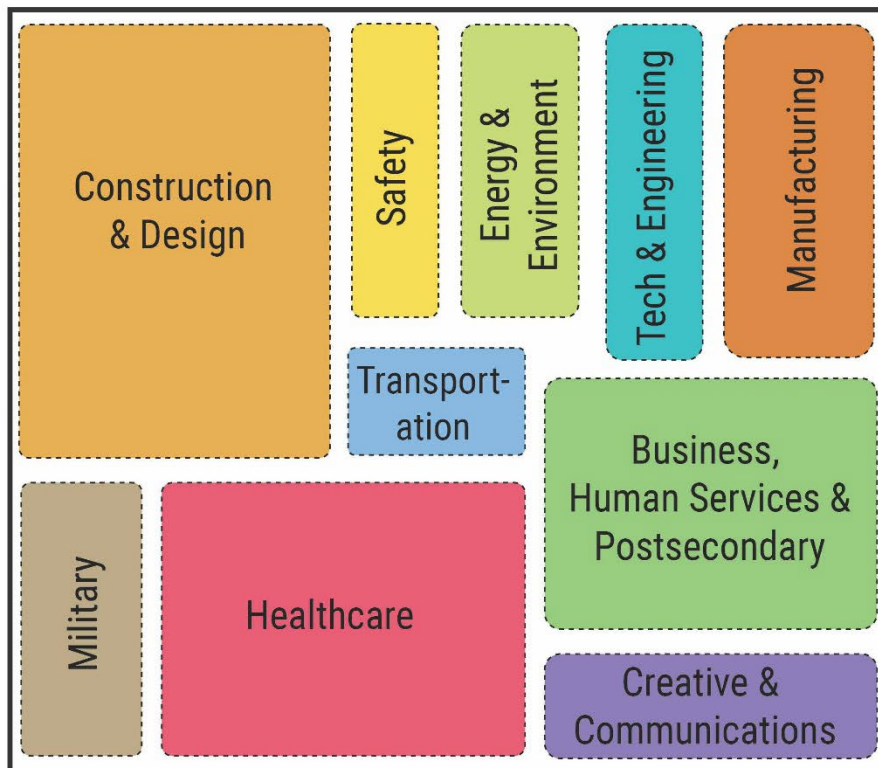 Construction
& Design
Safety
Energy &
Environment
Tech & Engineering
Manufacturing
Transport-
ation
Business,
Human Services &
Postsecondary
Military
Healthcare
Creative &
Communications